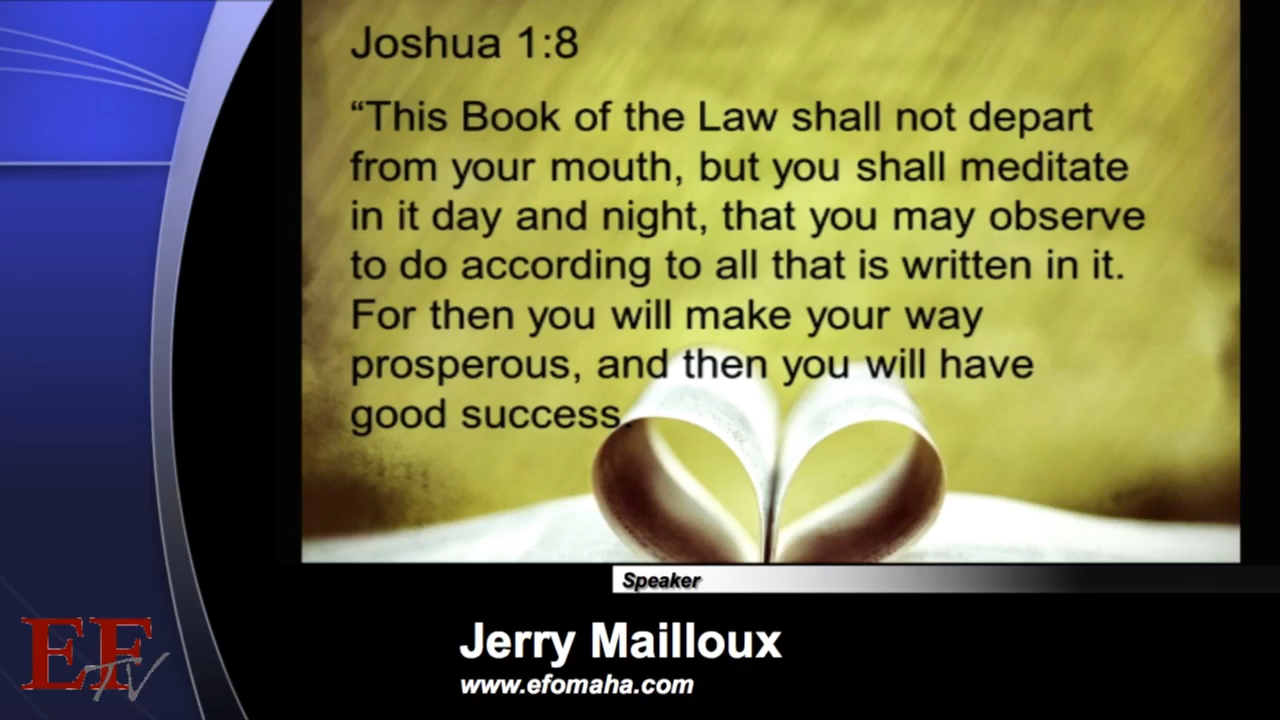 Joshua 1:8
“This Book of the Law shall not depart
from your mouth, but you shall meditate
in it day and night, that you may observe
to do according to all that is written in it.
For then you will make your way
prosperous, and then you will have
good success.
Speaker
Jerry Mailloux
www.efomaha.com
EF
TV